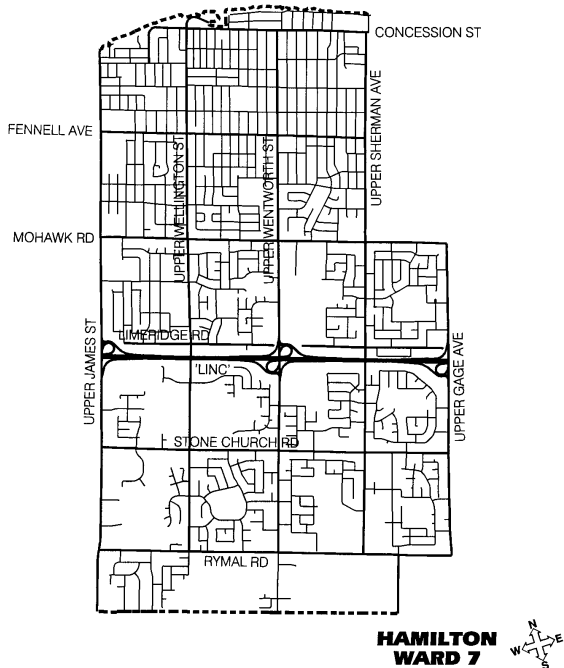 CONCESSION ST
FENNELL AVE
UPPER SHERMAN AVE
UPPER WELLINGTON ST
UPPER WENTWORTH ST
MOHAWK RD
LIMERIDGE RD
UPPER JAMES ST
'LINC'
UPPER GAGE AVE
STONE CHURCH RD
RYMAL RD
HAMILTON
WARD 7
N
W E
S